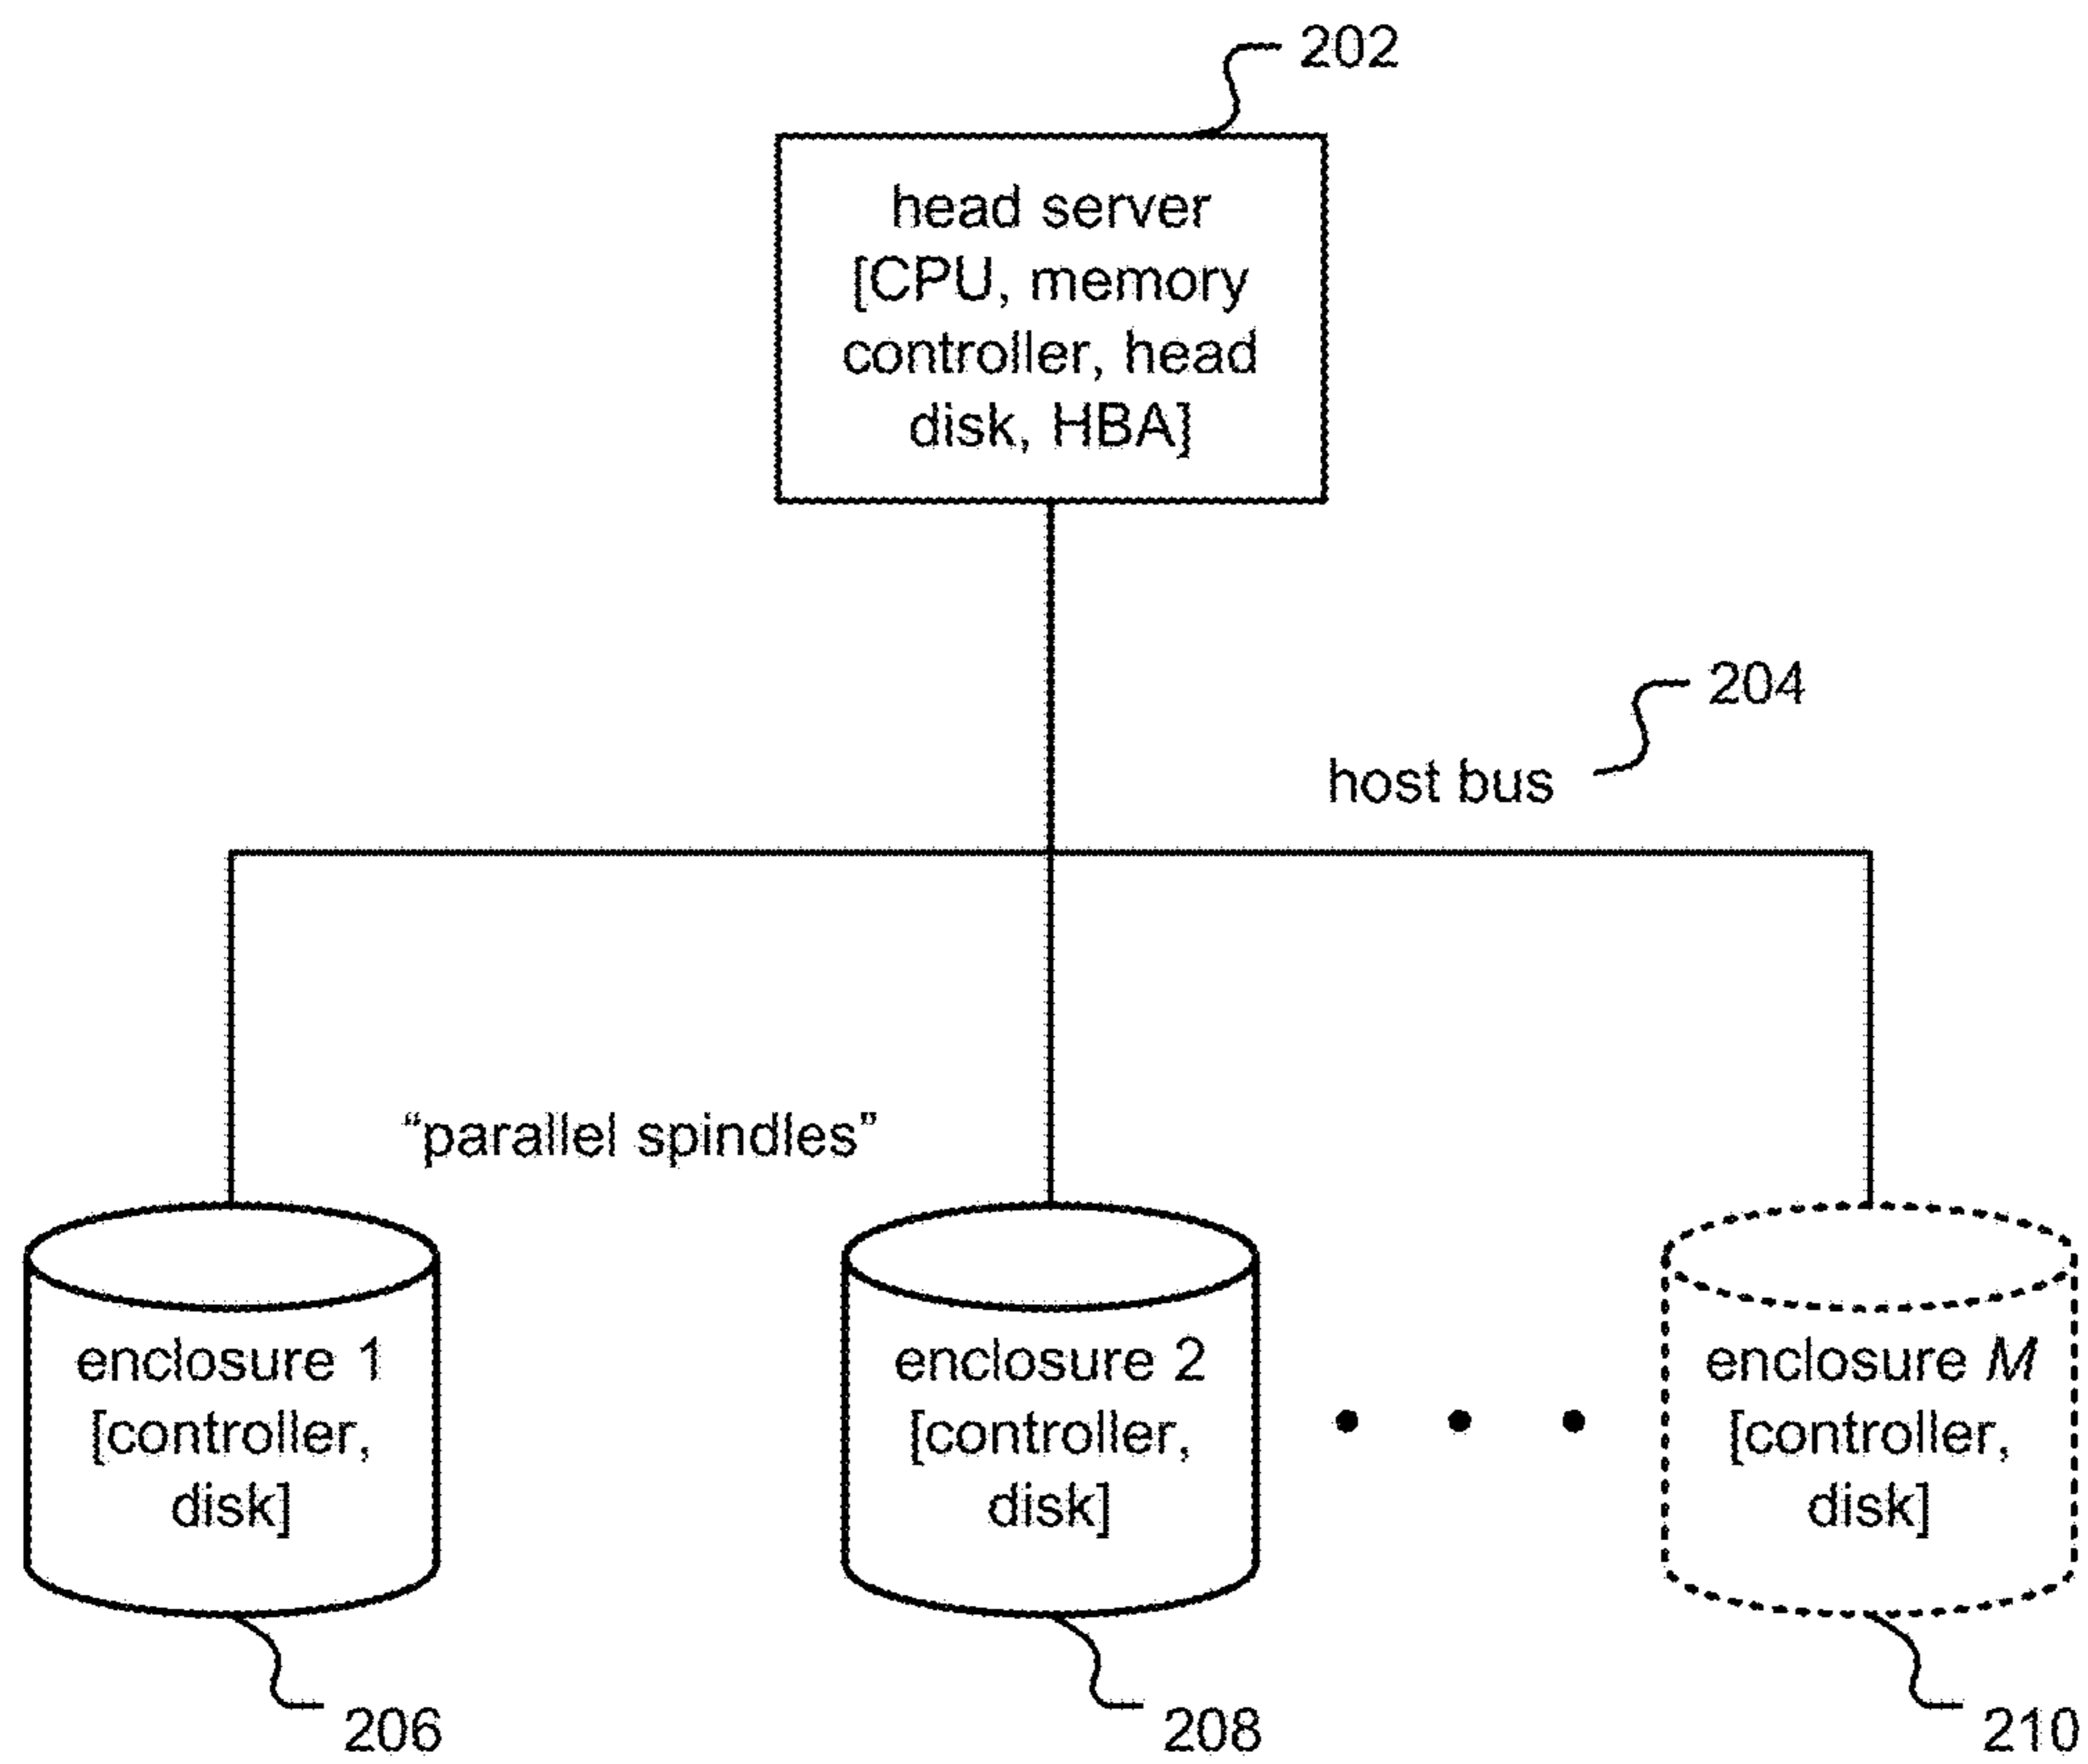 202
head server
[CPU, memory
controller, head
disk, HBA]
204
host bus
“parallel spindles”
enclosure 1
[controller,
disk]
enclosure 2
[controller,
disk]
enclosure M
[controller,
disk]
206
208
210